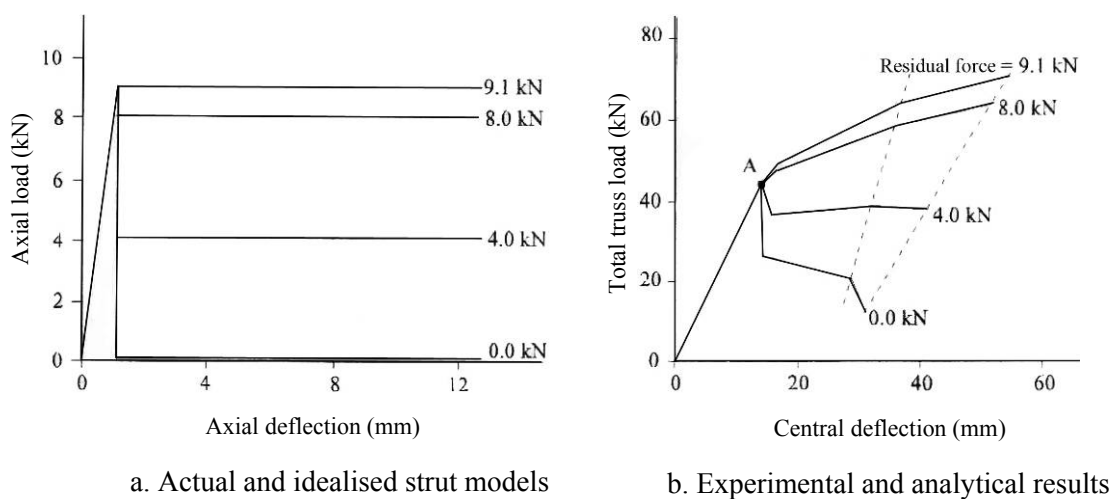 Axial load (kN)
10
8
6
4
2
0
9.1 kN
8.0 kN
4.0 kN
0.0 kN
0 4 8 12
Axial deflection (mm)
a. Actual and idealised strut models
Total truss load (kN)
80
60
40
20
0
Residual force = 9.1 kN
8.0 kN
A
4.0 kN
0.0 kN
0 20 40 60
Central deflection (mm)
b. Experimental and analytical results